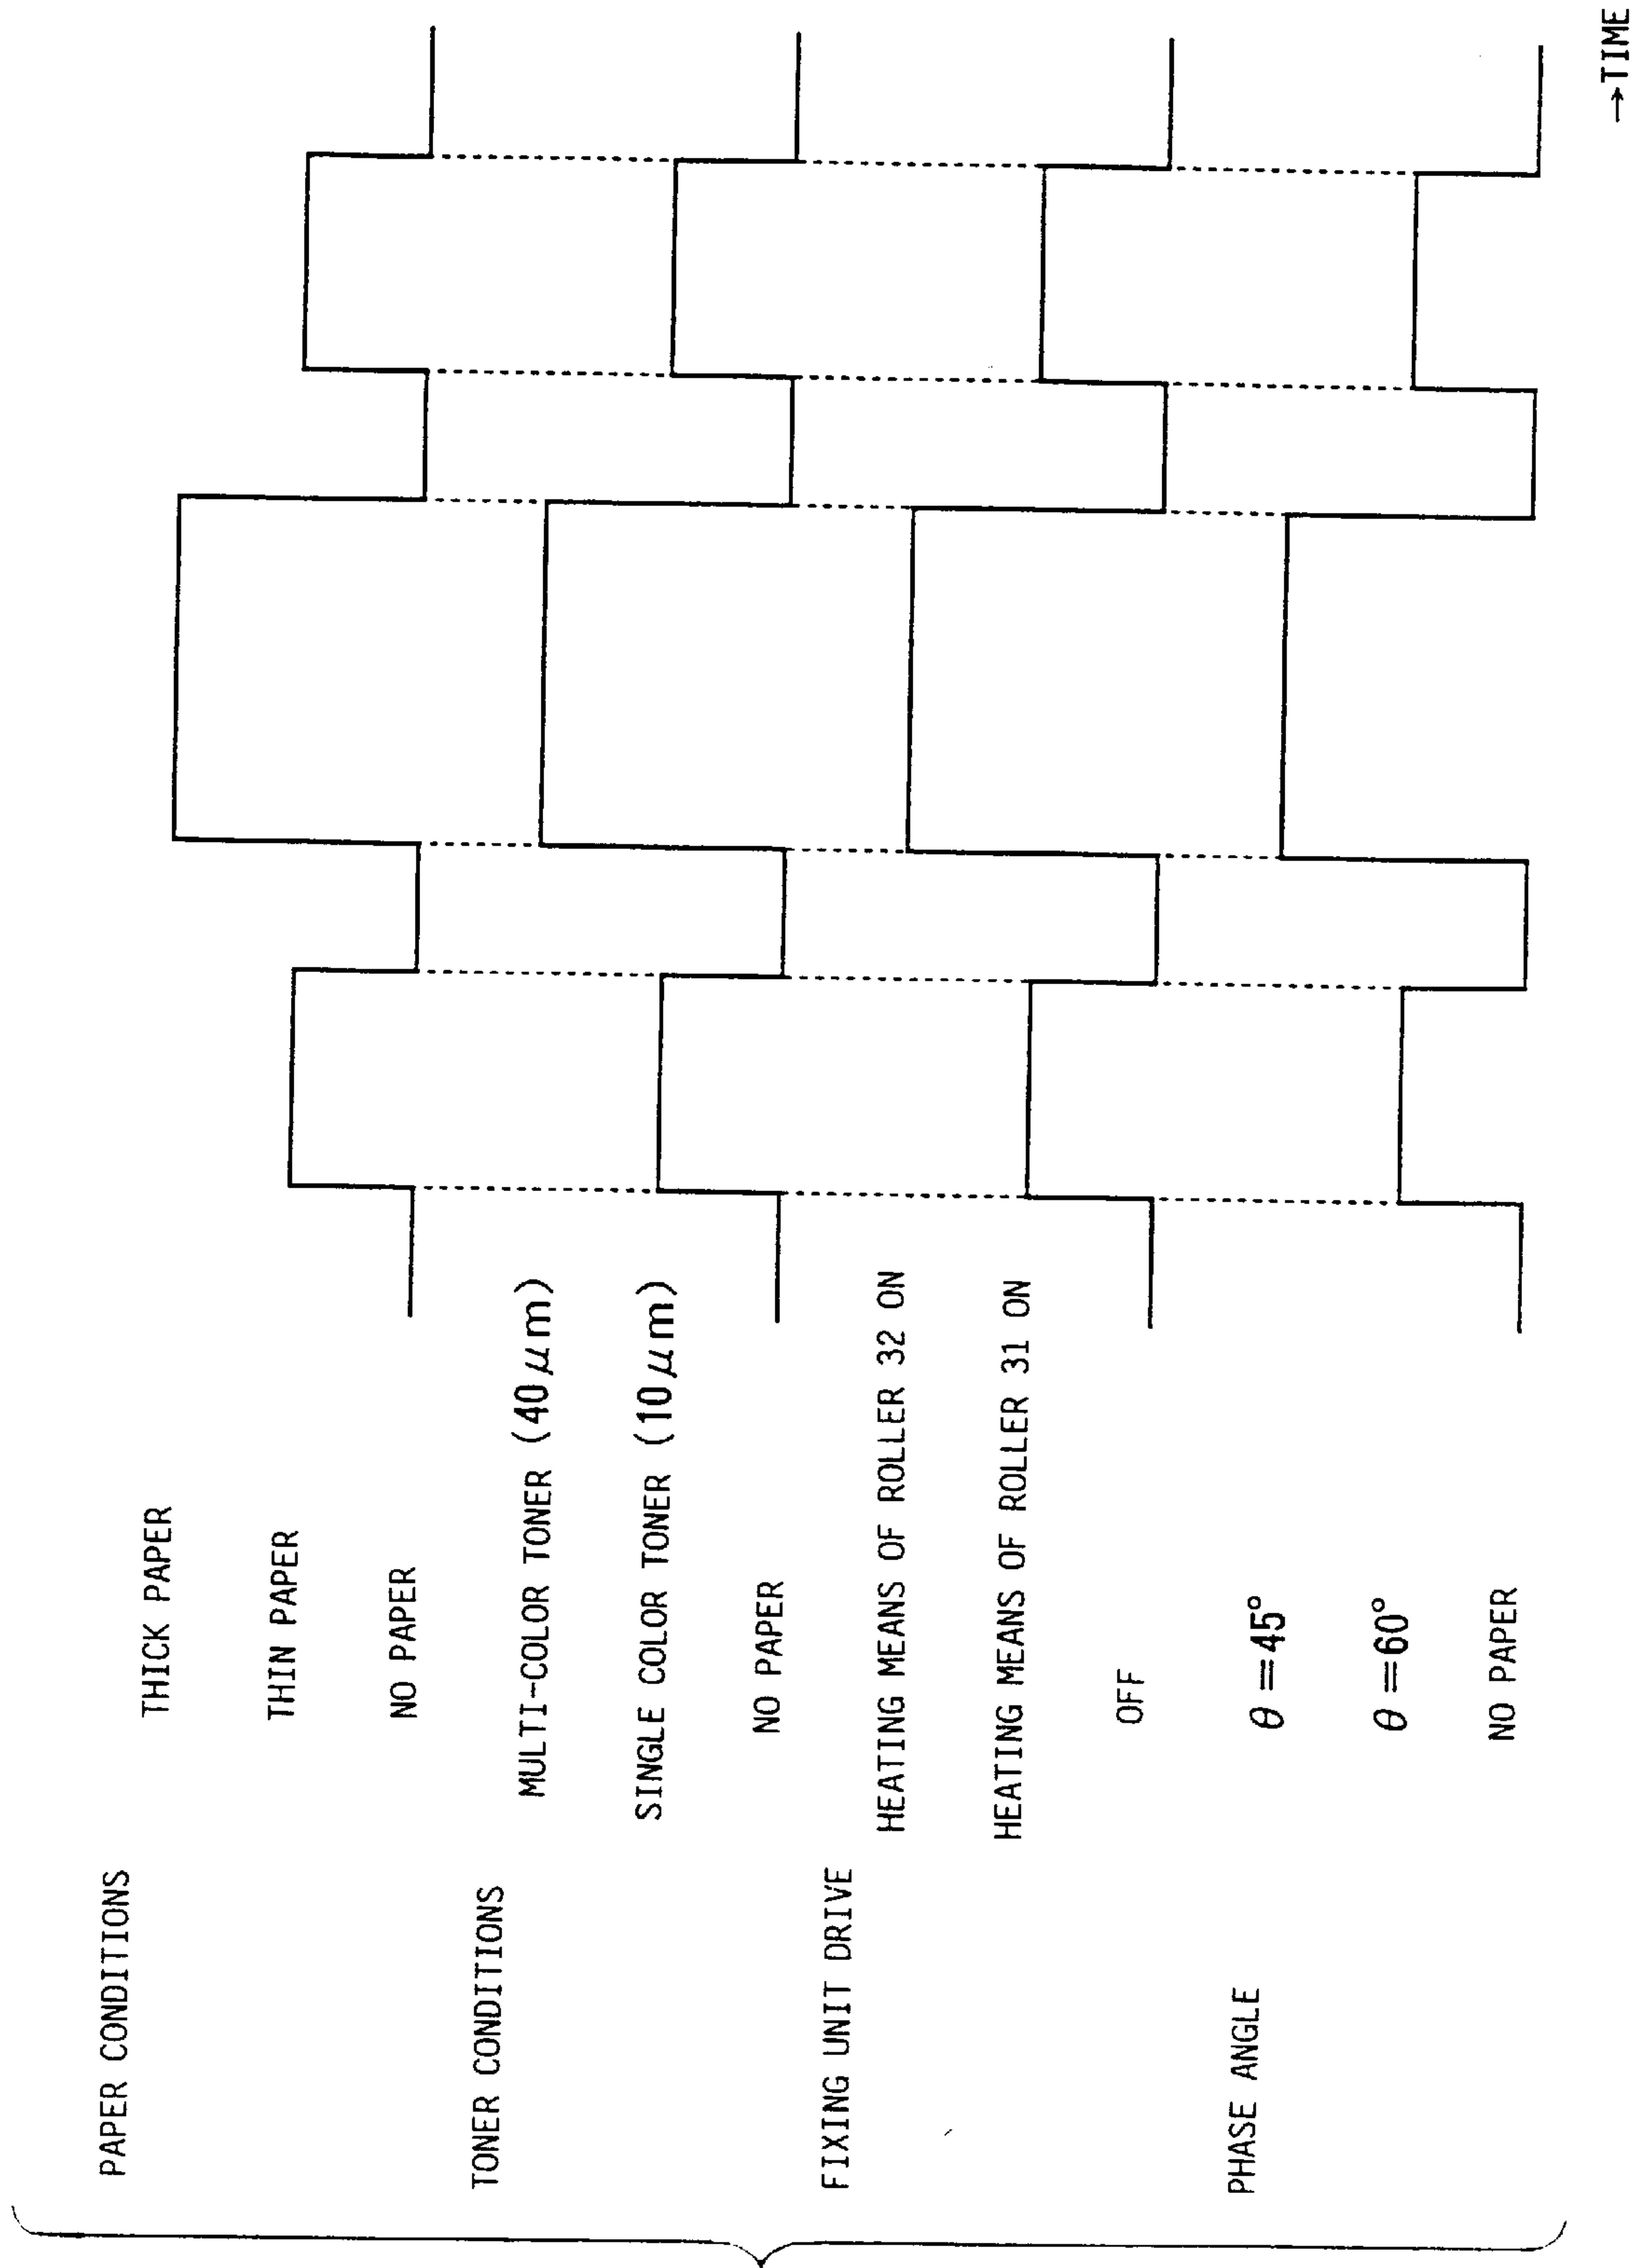 PAPER CONDITIONS
THICK PAPER
THIN PAPER
NO PAPER
TONER CONDITIONS
MULTI-COLOR TONER (40μm)
SINGLE COLOR TONER (10μm)
NO PAPER
FIXING UNIT DRIVE
HEATING MEANS OF ROLLER 32 ON
HEATING MEANS OF ROLLER 31 ON
OFF
PHASE ANGLE
θ=45°
θ=60°
NO PAPER
→TIME